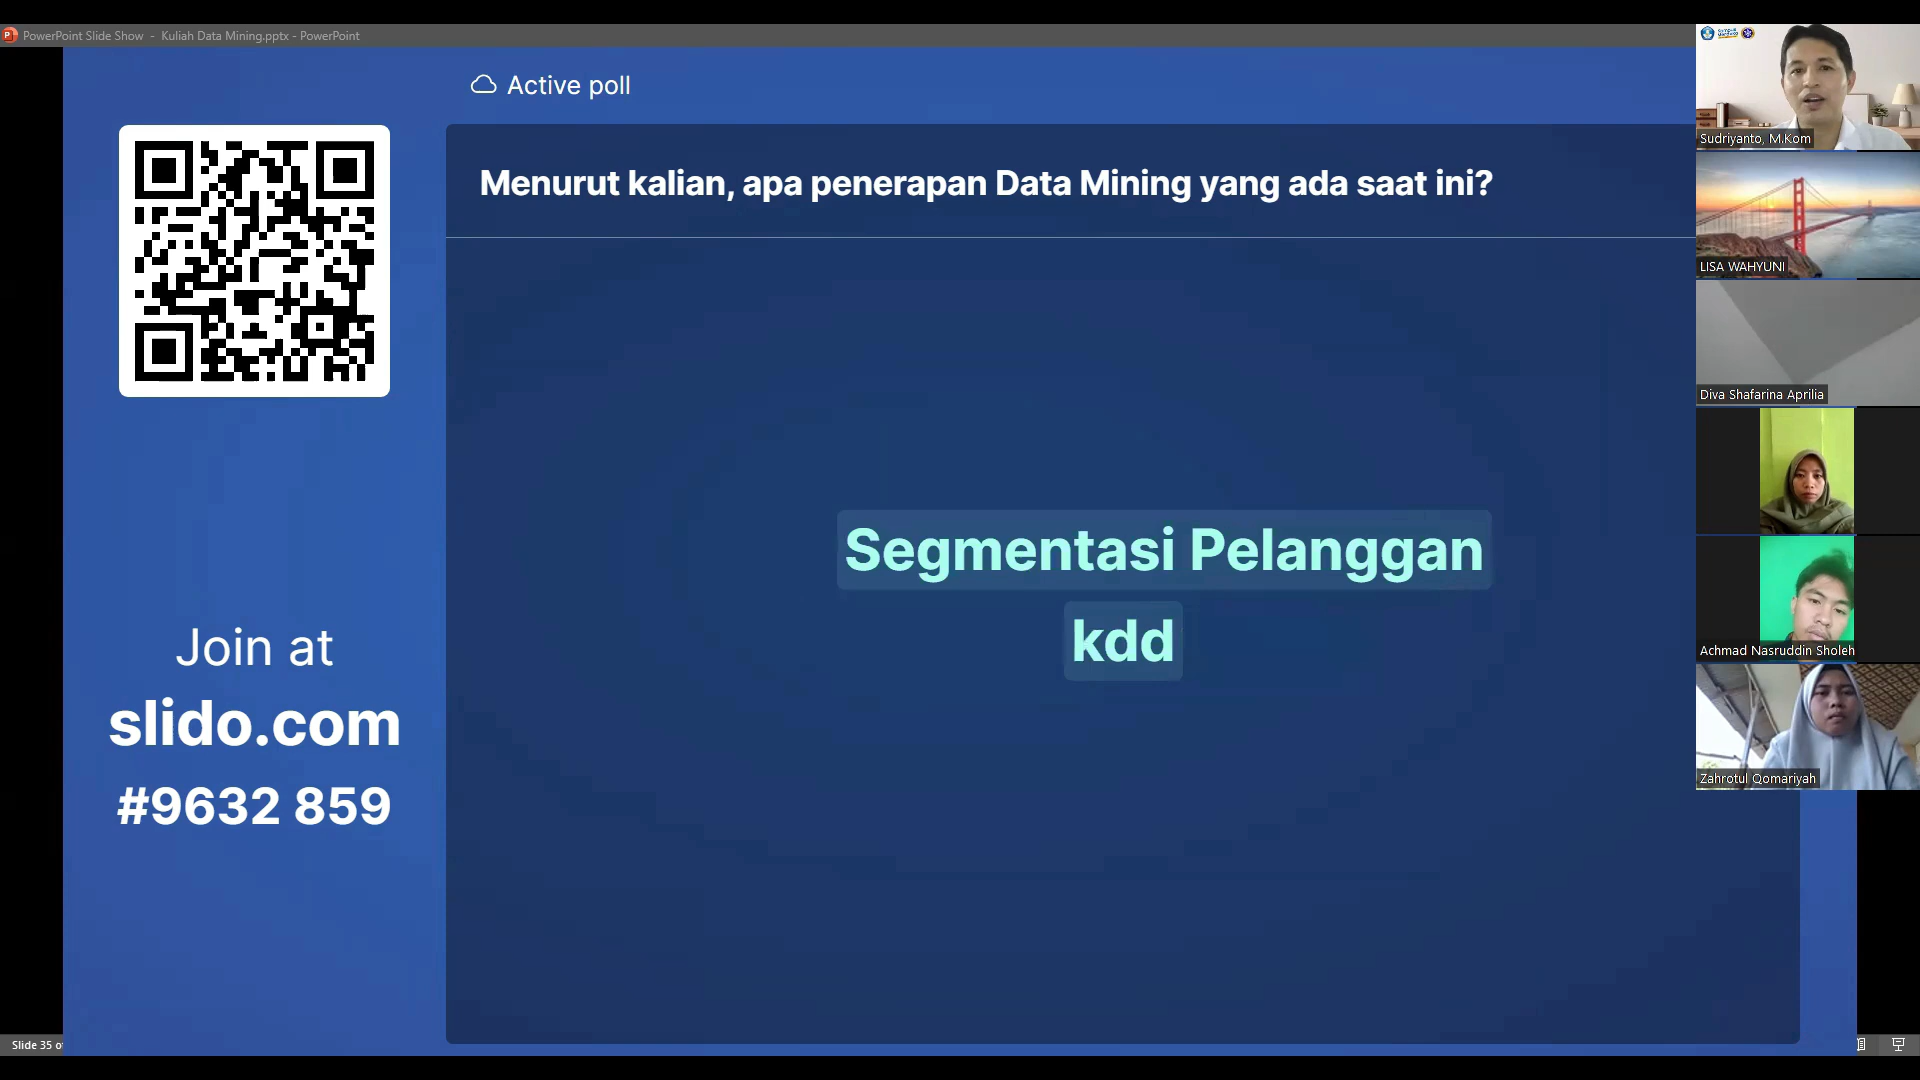 PowerPoint Slide Show - Kuliah Data Mining.pptx - PowerPoint
Active poll
Menurut kalian, apa penerapan Data Mining yang ada saat ini?
Segmentasi Pelanggan
kdd
Join at
slido.com
#9632 859
Sudriyanto, M.Kom
LISA WAHYUNI
Diva Shafarina Aprilia
Achmad Nasruddin Sholeh
Zahrotul Qomariyah
Slide 35 of